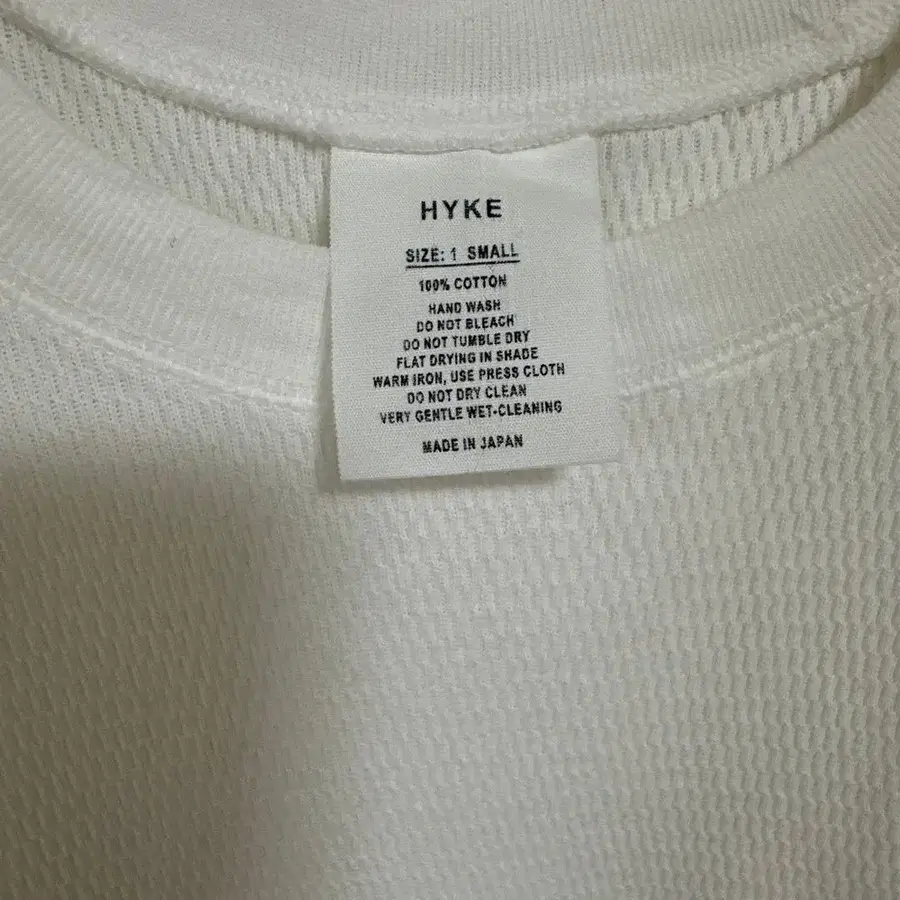 HYKE
SIZE: 1 SMALL
100% COTTON
HAND WASH
DO NOT BLEACH
DO NOT TUMBLE DRY
FLAT DRYING IN SHADE
WARM IRON, USE PRESS CLOTH
DO NOT DRY CLEAN
VERY GENTLE WET-CLEANING
MADE IN JAPAN